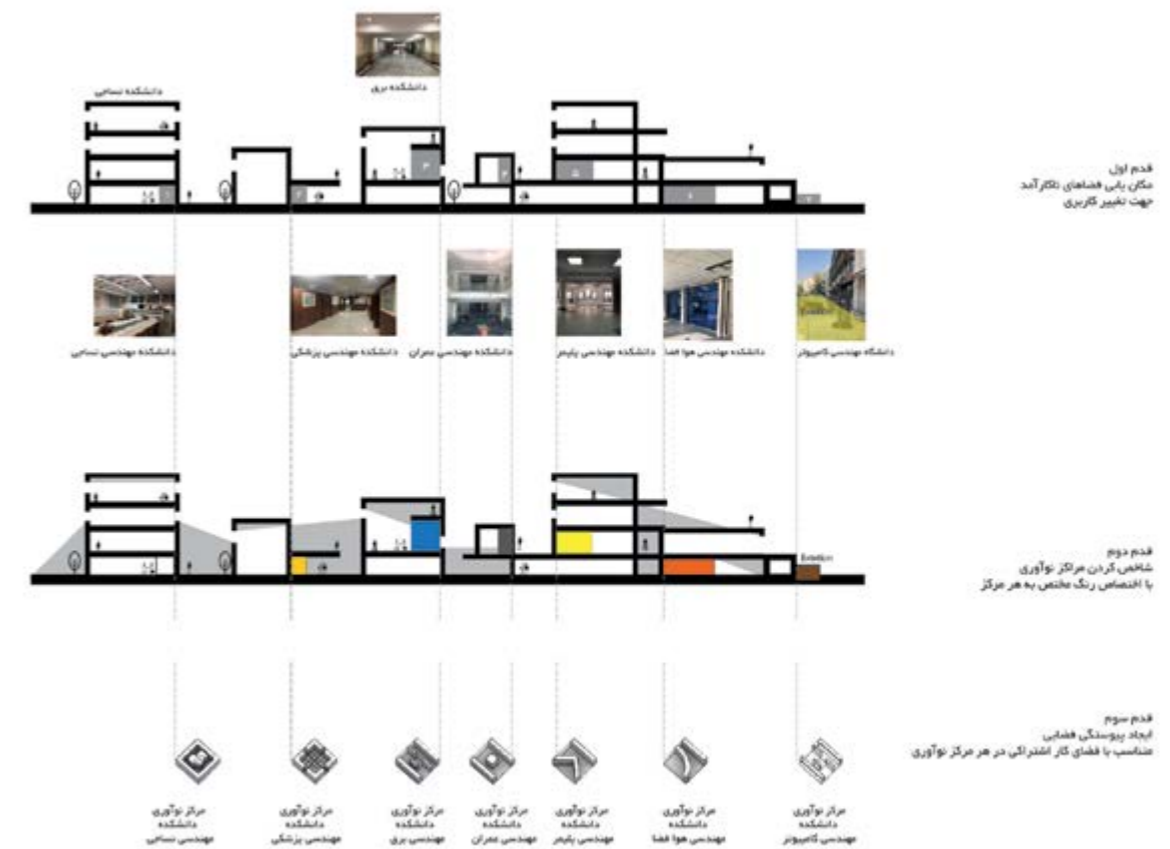 دانشکده برق
دانشکده نساجی
۳
۵
قدم اول
مکان یابی فضاهای ناکارآمد
جهت تغییر کاربری
دانشکده مهندسی نساجی
دانشکده مهندسی پزشکی
دانشکده مهندسی عمران
دانشکده مهندسی پلیمر
دانشکده مهندسی هوا فضا
دانشگاه مهندسی کامپیوتر
قدم دوم
شاخص کردن مراکز نوآوری
با اختصاص رنگ مختص به هر مرکز
قدم سوم
ایجاد پیوستگی فضایی
متناسب با فضای کار اشتراکی در هر مرکز نوآوری
مرکز نوآوری
دانشکده
مهندسی نساجی
مرکز نوآوری
دانشکده
مهندسی پزشکی
مرکز نوآوری
دانشکده
مهندسی برق
مرکز نوآوری
دانشکده
مهندسی عمران
مرکز نوآوری
دانشکده
مهندسی پلیمر
مرکز نوآوری
دانشکده
مهندسی هوا فضا
مرکز نوآوری
دانشکده
مهندسی کامپیوتر